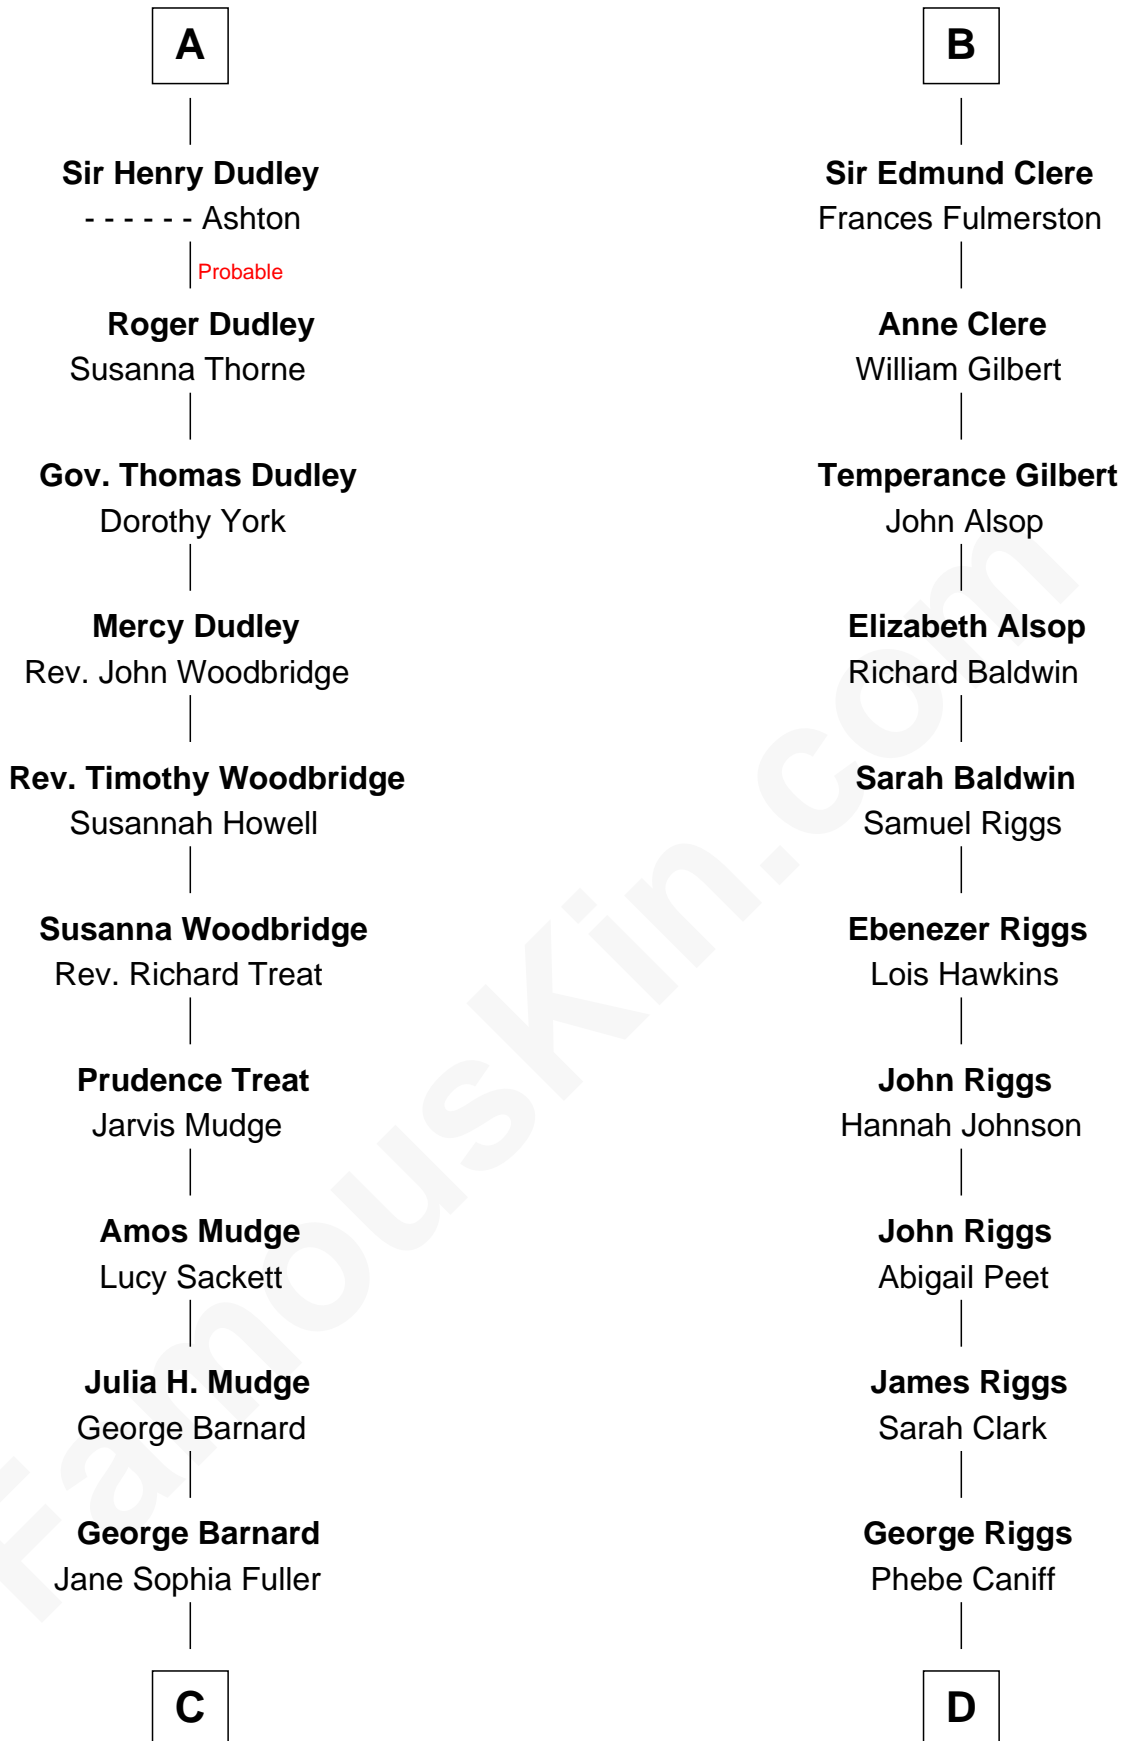 A
Sir Henry Dudley
- - - - - - Ashton
Probable
Roger Dudley
Susanna Thorne
Gov. Thomas Dudley
Dorothy York
Mercy Dudley
Rev. John Woodbridge
Rev. Timothy Woodbridge
Susannah Howell
Susanna Woodbridge
Rev. Richard Treat
Prudence Treat
Jarvis Mudge
Amos Mudge
Lucy Sackett
Julia H. Mudge
George Barnard
George Barnard
Jane Sophia Fuller
C
B
Sir Edmund Clere
Frances Fulmerston
Anne Clere
William Gilbert
Temperance Gilbert
John Alsop
Elizabeth Alsop
Richard Baldwin
Sarah Baldwin
Samuel Riggs
Ebenezer Riggs
Lois Hawkins
John Riggs
Hannah Johnson
John Riggs
Abigail Peet
James Riggs
Sarah Clark
George Riggs
Phebe Caniff
D
FamousKin.com